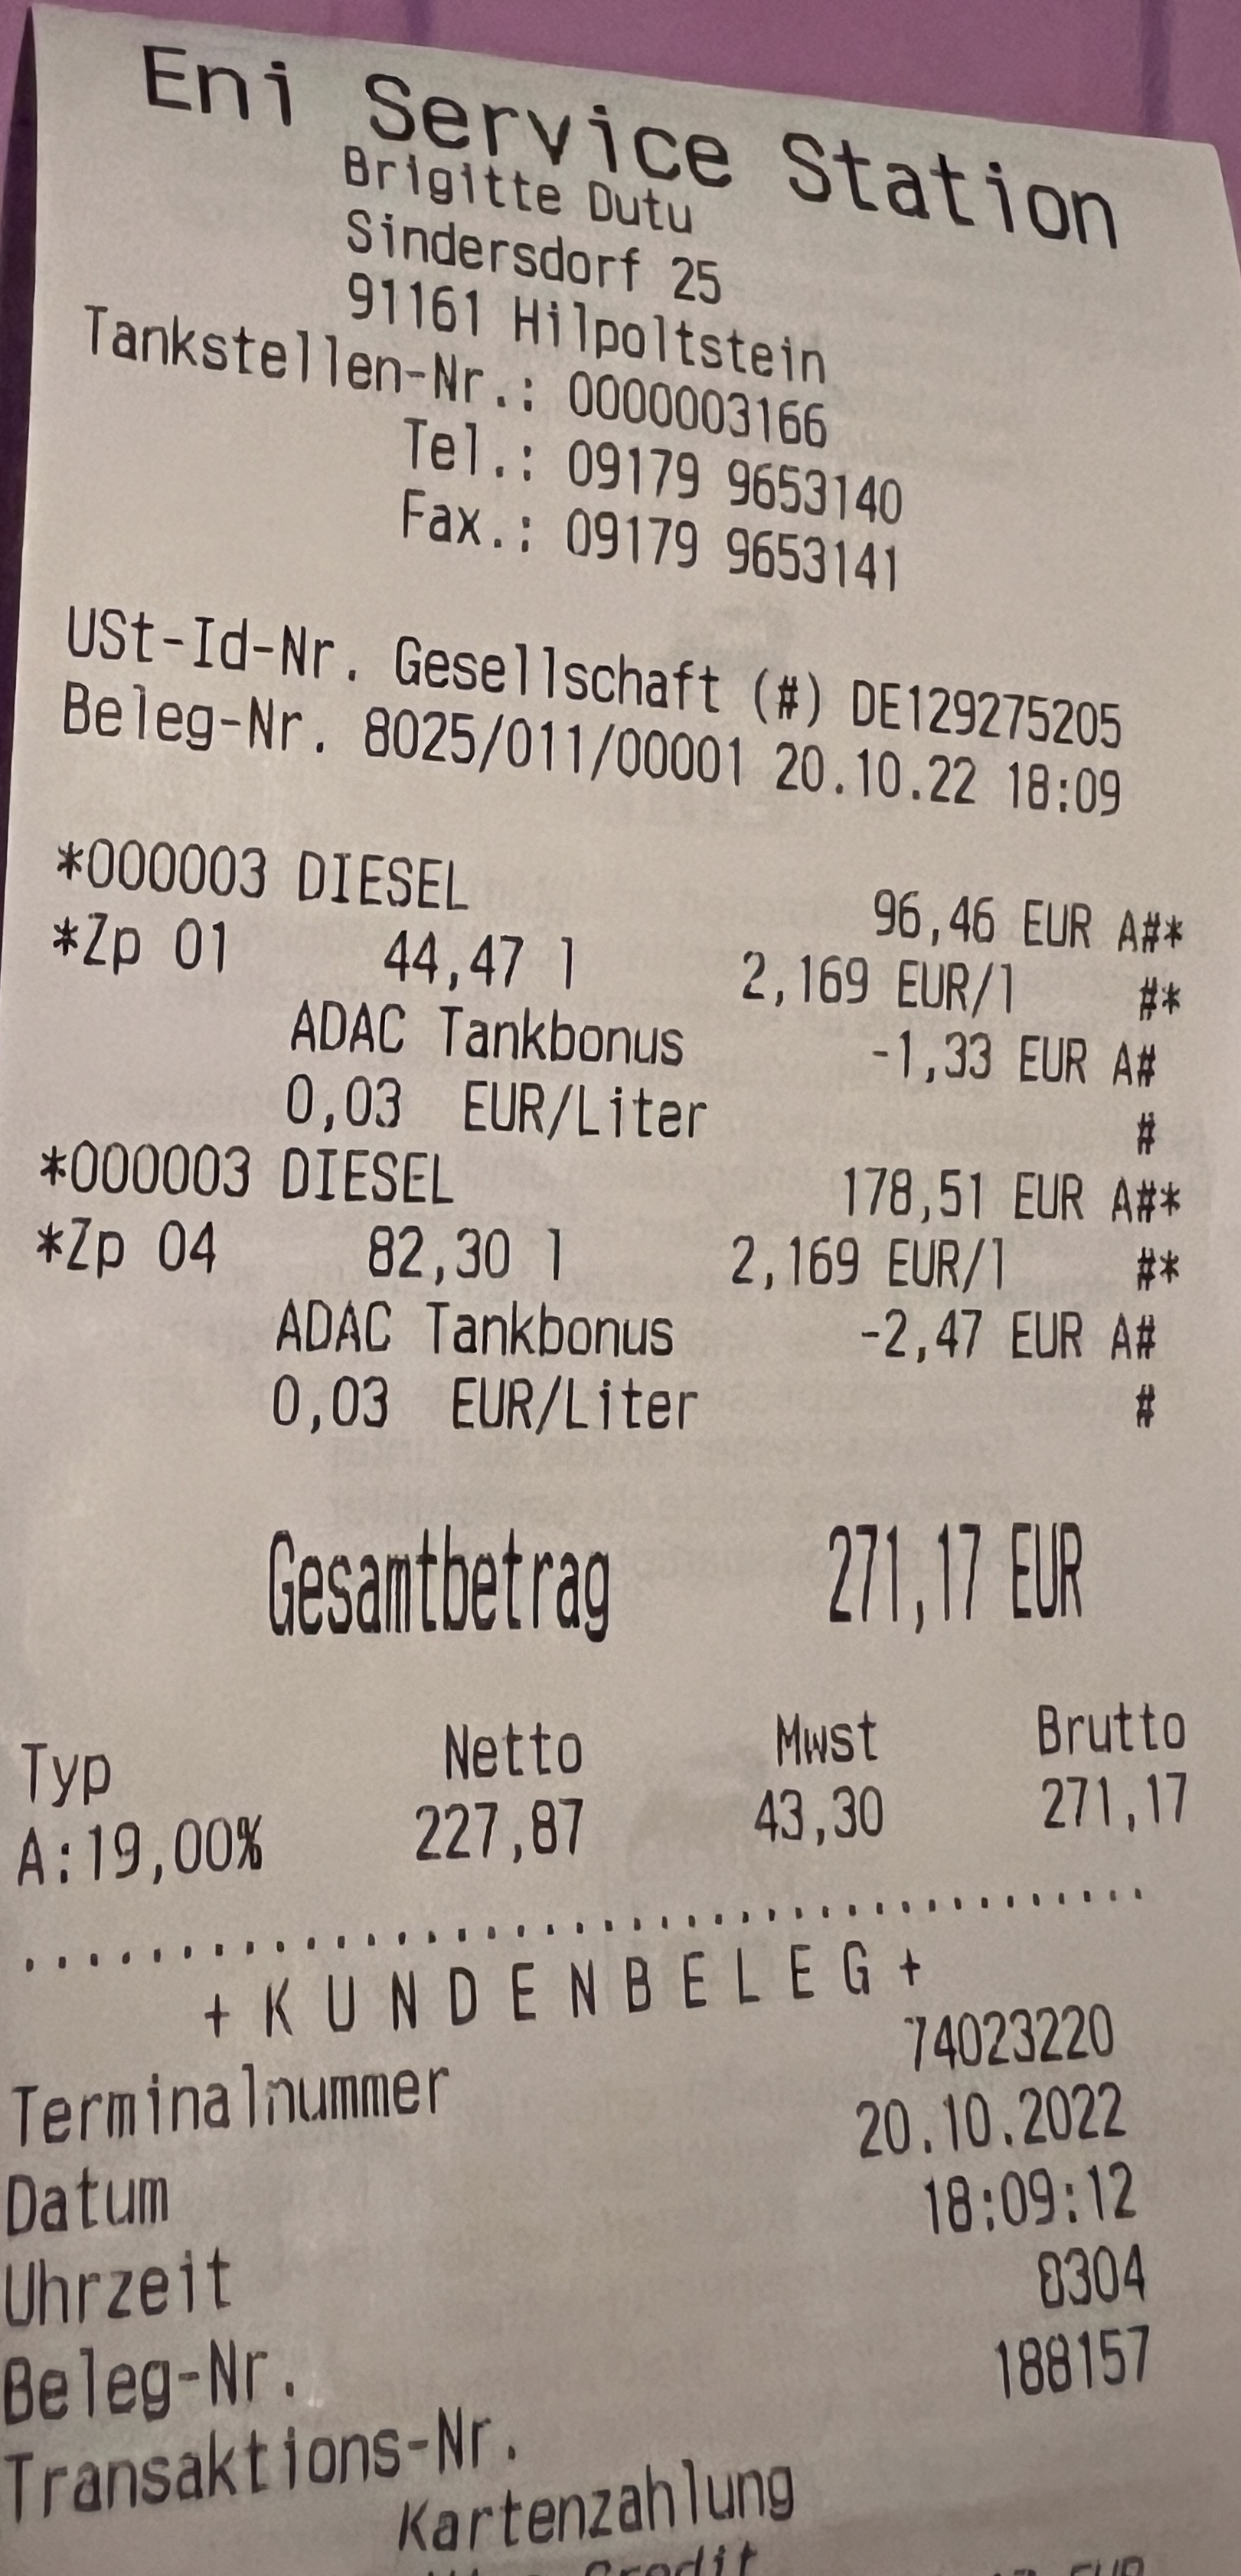 Eni Service Station
Brigitte Dutu
Sindersdorf 25
91161 Hilpoltstein
Tankstellen-Nr.: 0000003166
Tel.: 09179 9653140
Fax.: 09179 9653141
USt-Id-Nr. Gesellschaft (#) DE129275205
Beleg-Nr. 8025/011/00001 20.10.22 18:09
*000003 DIESEL 96,46 EUR A#*
*Zp 01 44,47 l 2,169 EUR/l #*
ADAC Tankbonus -1,33 EUR A#
0,03 EUR/Liter #
*000003 DIESEL 178,51 EUR A#*
*Zp 04 82,30 l 2,169 EUR/l #*
ADAC Tankbonus -2,47 EUR A#
0,03 EUR/Liter #
Gesamtbetrag 271,17 EUR
Typ Netto Mwst Brutto
A:19,00% 227,87 43,30 271,17
........................................
+ K U N D E N B E L E G +
Terminalnummer 74023220
Datum 20.10.2022
Uhrzeit 18:09:12
Beleg-Nr. 0304
Transaktions-Nr. 188157
Kartenzahlung
Credit EUR